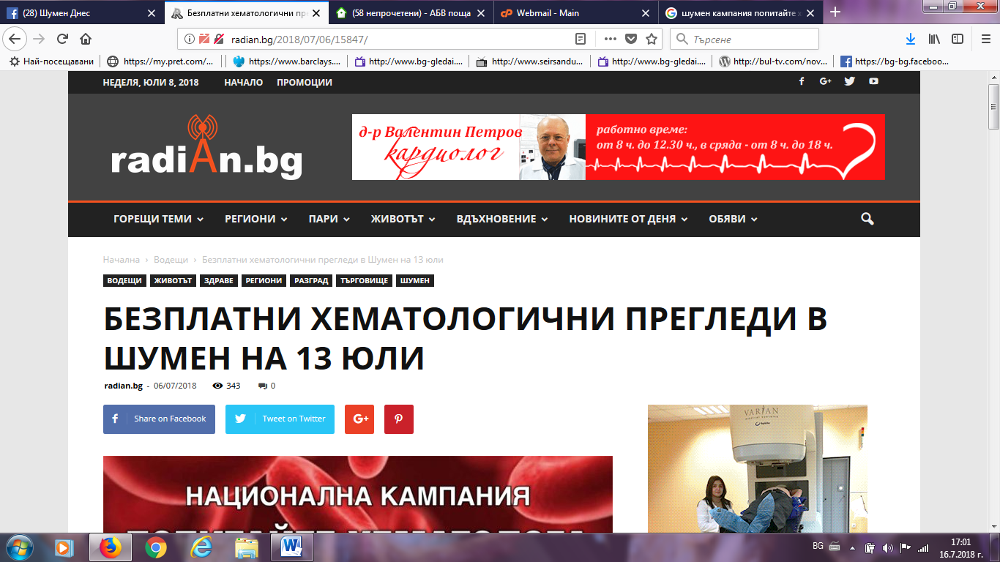 (28) Шумен Днес
Безплатни хематологични пре
(58 непрочетени) - АБВ поща
Webmail - Main
шумен кампания попитайте х
radian.bg/2018/07/06/15847/
Търсене
Най-посещавани
https://my.pret.com/...
https://www.barclays....
http://www.bg-gledai....
http://www.seirsandu...
http://www.bg-gledai....
http://bul-tv.com/nov...
https://bg-bg.faceboo...
НЕДЕЛЯ, ЮЛИ 8, 2018
НАЧАЛО
ПРОМОЦИИ
radiAn.bg
д-р Валентин Петров
кардиолог
работно време:
от 8 ч. до 12.30 ч., в сряда - от 8 ч. до 18 ч.
ГОРЕЩИ ТЕМИ
РЕГИОНИ
ПАРИ
ЖИВОТЪТ
ВДЪХНОВЕНИЕ
НОВИНИТЕ ОТ ДЕНЯ
ОБЯВИ
Начална › Водещи › Безплатни хематологични прегледи в Шумен на 13 юли
ВОДЕЩИ
ЖИВОТЪТ
ЗДРАВЕ
РЕГИОНИ
РАЗГРАД
ТЪРГОВИЩЕ
ШУМЕН
БЕЗПЛАТНИ ХЕМАТОЛОГИЧНИ ПРЕГЛЕДИ В
ШУМЕН НА 13 ЮЛИ
radian.bg - 06/07/2018 343 0
Share on Facebook
Tweet on Twitter
G+
VARIAN
medical systems
НАЦИОНАЛНА КАМПАНИЯ
ПОПИТАЙТЕ ХЕМАТОЛОГА
BG
17:01
16.7.2018 г.